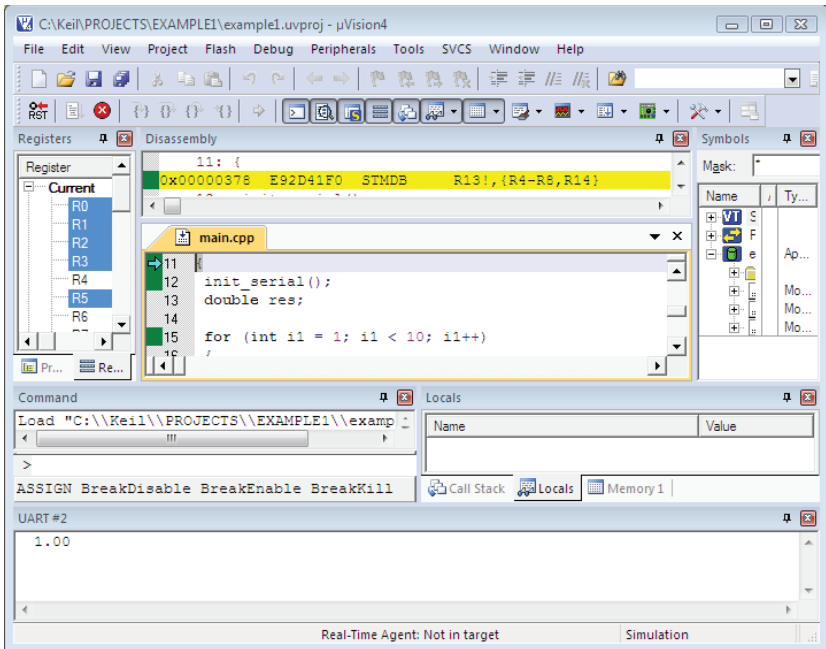 C:\Keil\PROJECTS\EXAMPLE1\example1.uvproj - µVision4
File Edit View Project Flash Debug Peripherals Tools SVCS Window Help
RST
Registers
Register
Current
R0
R1
R2
R3
R4
R5
R6
Pr... Re...
Disassembly
11: {
0x00000378 E92D41F0 STMDB R13!,{R4-R8,R14}
main.cpp
11 {
12 init_serial();
13 double res;
14
15 for (int i1 = 1; i1 < 10; i1++)
Symbols
Mask: *
Name / Ty...
VT S
F
e Ap...
Mo...
Mo...
Mo...
Command
Load "C:\\Keil\\PROJECTS\\EXAMPLE1\\examp
>
ASSIGN BreakDisable BreakEnable BreakKill
Locals
Name Value
Call Stack Locals Memory 1
UART #2
1.00
Real-Time Agent: Not in target Simulation